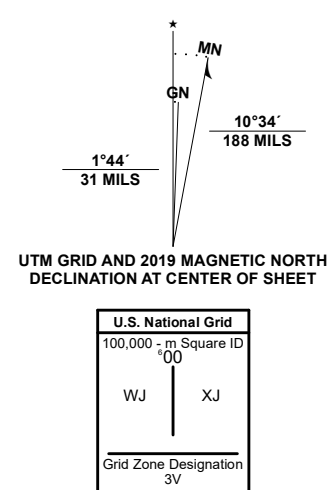 ★
MN
GN
10°34´
188 MILS
1°44´
31 MILS
UTM GRID AND 2019 MAGNETIC NORTH
DECLINATION AT CENTER OF SHEET
U.S. National Grid
100,000 - m Square ID
⁶00
WJ XJ
Grid Zone Designation
3V